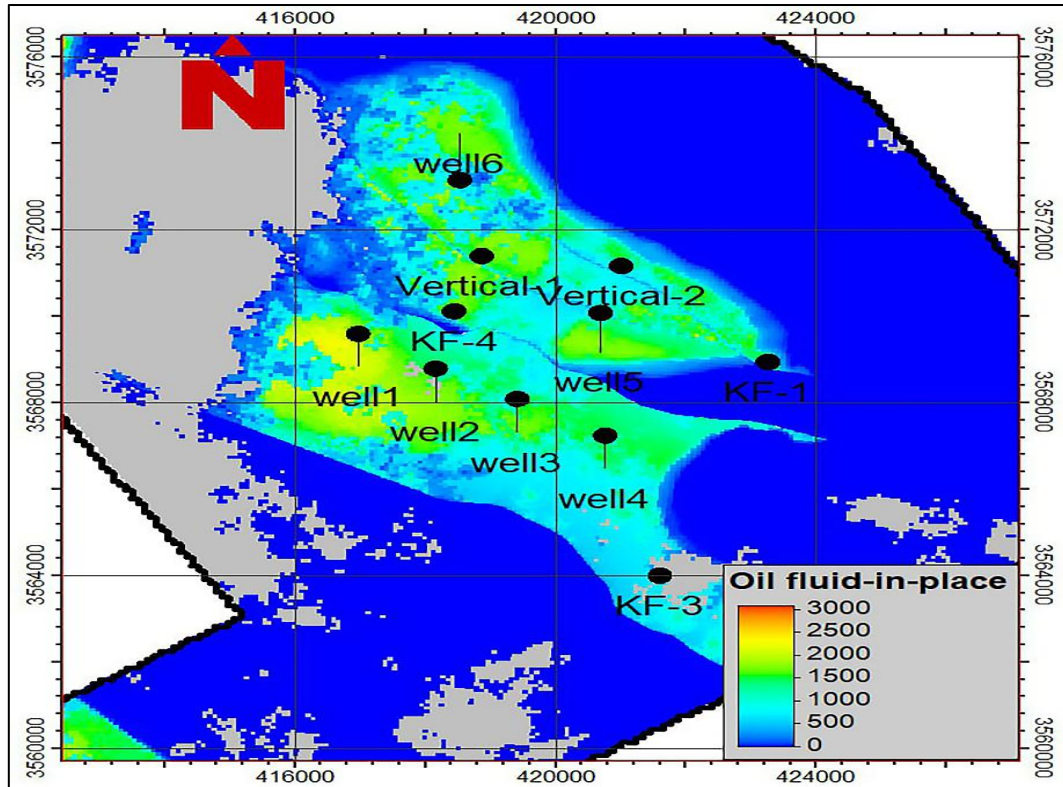 416000 420000 424000
3576000 3576000
N
well6
3572000 3572000
Vertical-1 Vertical-2
KF-4
well5 KF-1
well1
3568000 3568000
well2
well3
well4
3564000 3564000
Oil fluid-in-place
KF-3
3000
2500
2000
1500
1000
500
0
3560000 3560000
416000 420000 424000